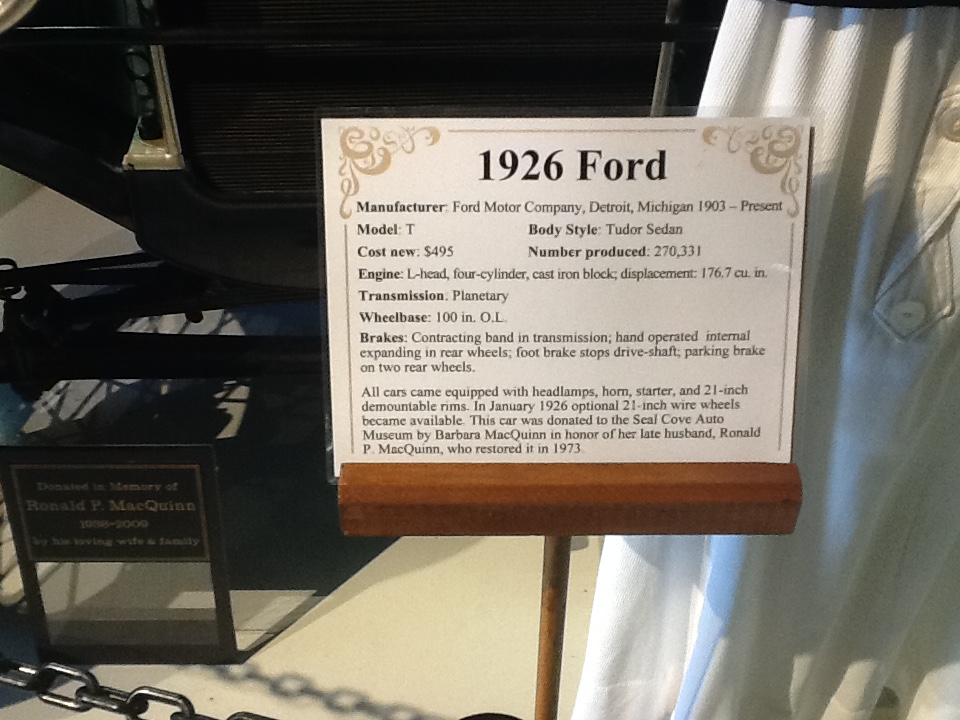 1926 Ford
Manufacturer: Ford Motor Company, Detroit, Michigan 1903 – Present
Model: T Body Style: Tudor Sedan
Cost new: $495 Number produced: 270,331
Engine: L-head, four-cylinder, cast iron block; displacement: 176.7 cu. in.
Transmission: Planetary
Wheelbase: 100 in. O.L.
Brakes: Contracting band in transmission; hand operated internal
expanding in rear wheels; foot brake stops drive-shaft; parking brake
on two rear wheels.
All cars came equipped with headlamps, horn, starter, and 21-inch
demountable rims. In January 1926 optional 21-inch wire wheels
became available. This car was donated to the Seal Cove Auto
Museum by Barbara MacQuinn in honor of her late husband, Ronald
P. MacQuinn, who restored it in 1973.
Donated in Memory of
Ronald P. MacQuinn
by his loving wife & family